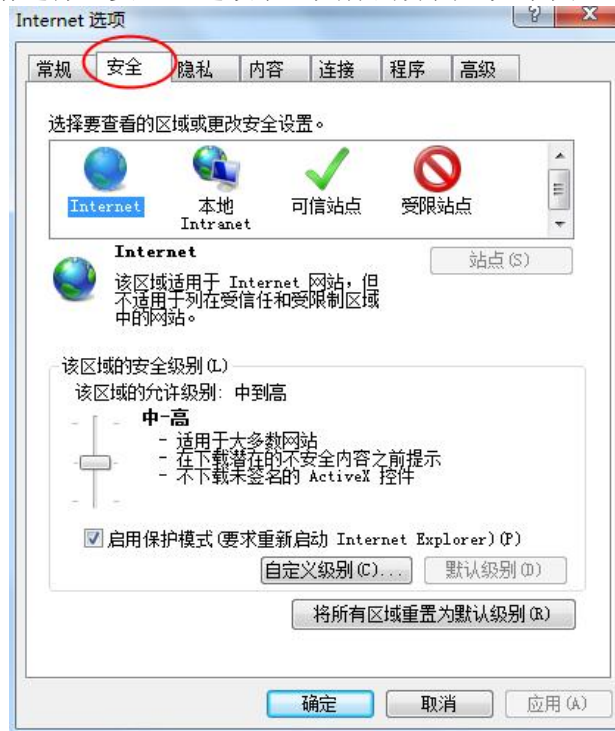 Internet 选项
常规 安全 隐私 内容 连接 程序 高级
选择要查看的区域或更改安全设置。
Internet 本地 Intranet 可信站点 受限站点
Internet
站点(S)
该区域适用于 Internet 网站，但
不适用于列在受信任和受限制区域
中的网站。
该区域的安全级别(L)
该区域的允许级别: 中到高
中-高
- 适用于大多数网站
- 在下载潜在的不安全内容之前提示
- 不下载未签名的 ActiveX 控件
启用保护模式(要求重新启动 Internet Explorer)(P)
自定义级别(C)... 默认级别(D)
将所有区域重置为默认级别(R)
确定 取消 应用(A)